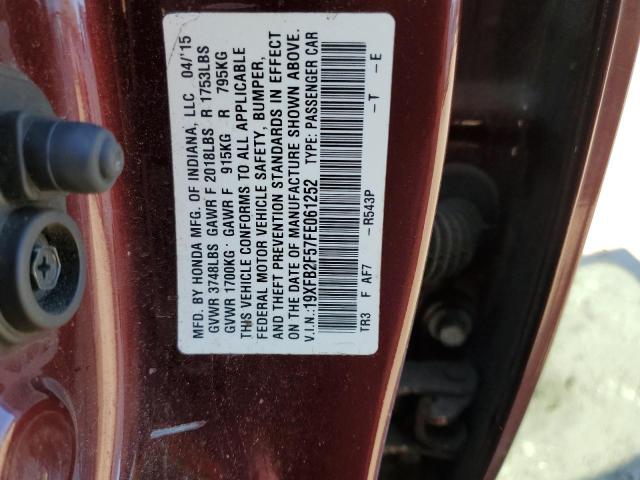 MFD. BY HONDA MFG. OF INDIANA, LLC 04/'15
GVWR 3748LBS GAWR F 2018LBS R 1753LBS
GVWR 1700KG GAWR F 915KG R 795KG
THIS VEHICLE CONFORMS TO ALL APPLICABLE
FEDERAL MOTOR VEHICLE SAFETY, BUMPER,
AND THEFT PREVENTION STANDARDS IN EFFECT
ON THE DATE OF MANUFACTURE SHOWN ABOVE.
V.I.N.:19XFB2F57FE061252 TYPE: PASSENGER CAR
TR3 F AF7 -R543P -T -E